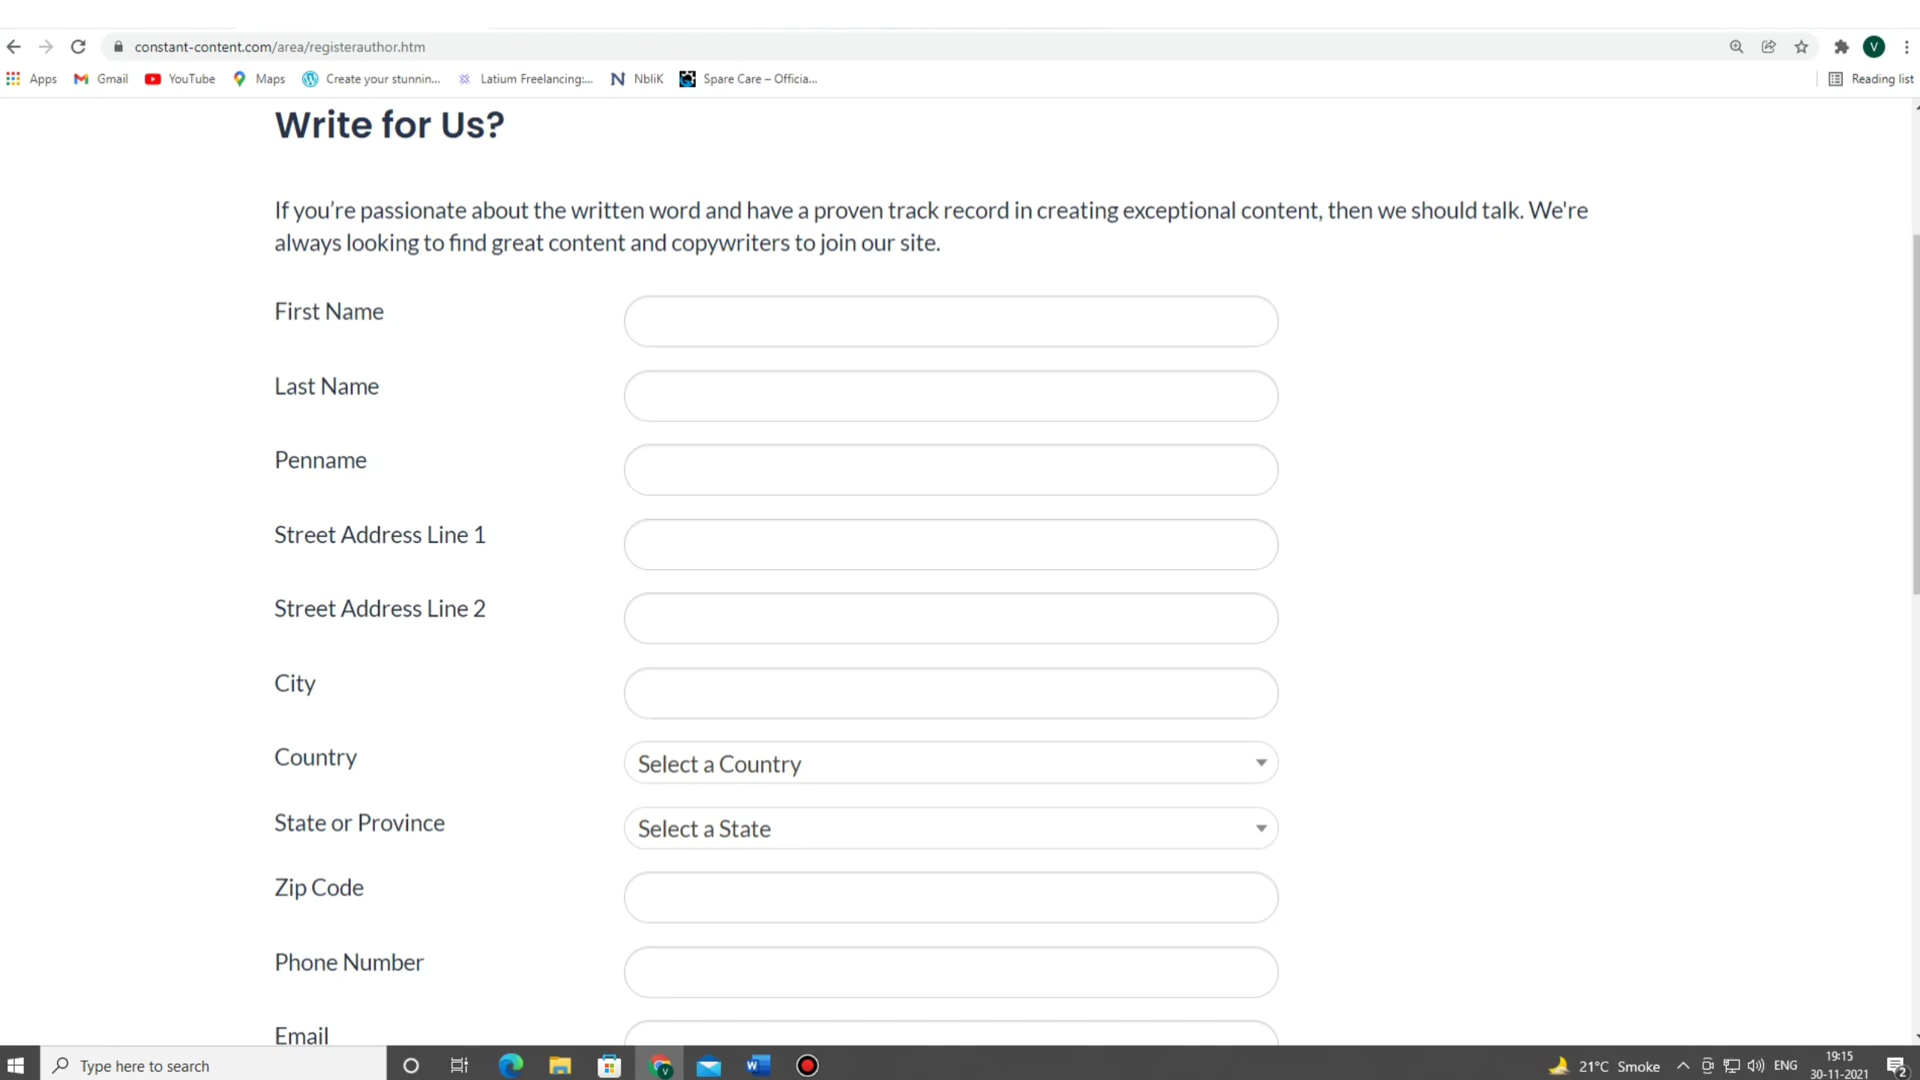 constant-content.com/area/registerauthor.htm
V
Apps Gmail YouTube Maps Create your stunnin... Latium Freelancing:... NbliK Spare Care – Officia... Reading list
Write for Us?
If you’re passionate about the written word and have a proven track record in creating exceptional content, then we should talk. We're
always looking to find great content and copywriters to join our site.
First Name
Last Name
Penname
Street Address Line 1
Street Address Line 2
City
Country Select a Country
State or Province Select a State
Zip Code
Phone Number
Email
Type here to search 21°C Smoke ENG 19:15
30-11-2021 2